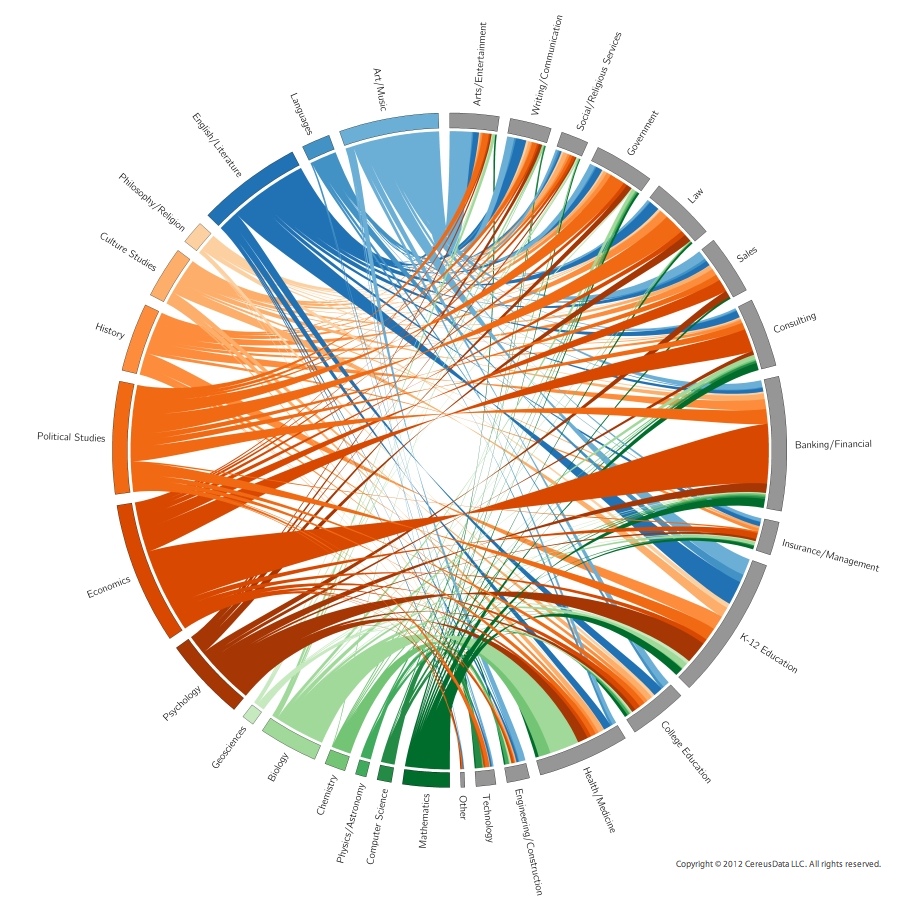 Arts/Entertainment
Writing/Communication
Social/Religious Services
Government
Law
Sales
Consulting
Banking/Financial
Insurance/Management
K-12 Education
College Education
Health/Medicine
Engineering/Construction
Technology
Other
Mathematics
Computer Science
Physics/Astronomy
Chemistry
Biology
Geosciences
Psychology
Economics
Political Studies
History
Culture Studies
Philosophy/Religion
English/Literature
Languages
Art/Music
Copyright © 2012 CereusData LLC. All rights reserved.